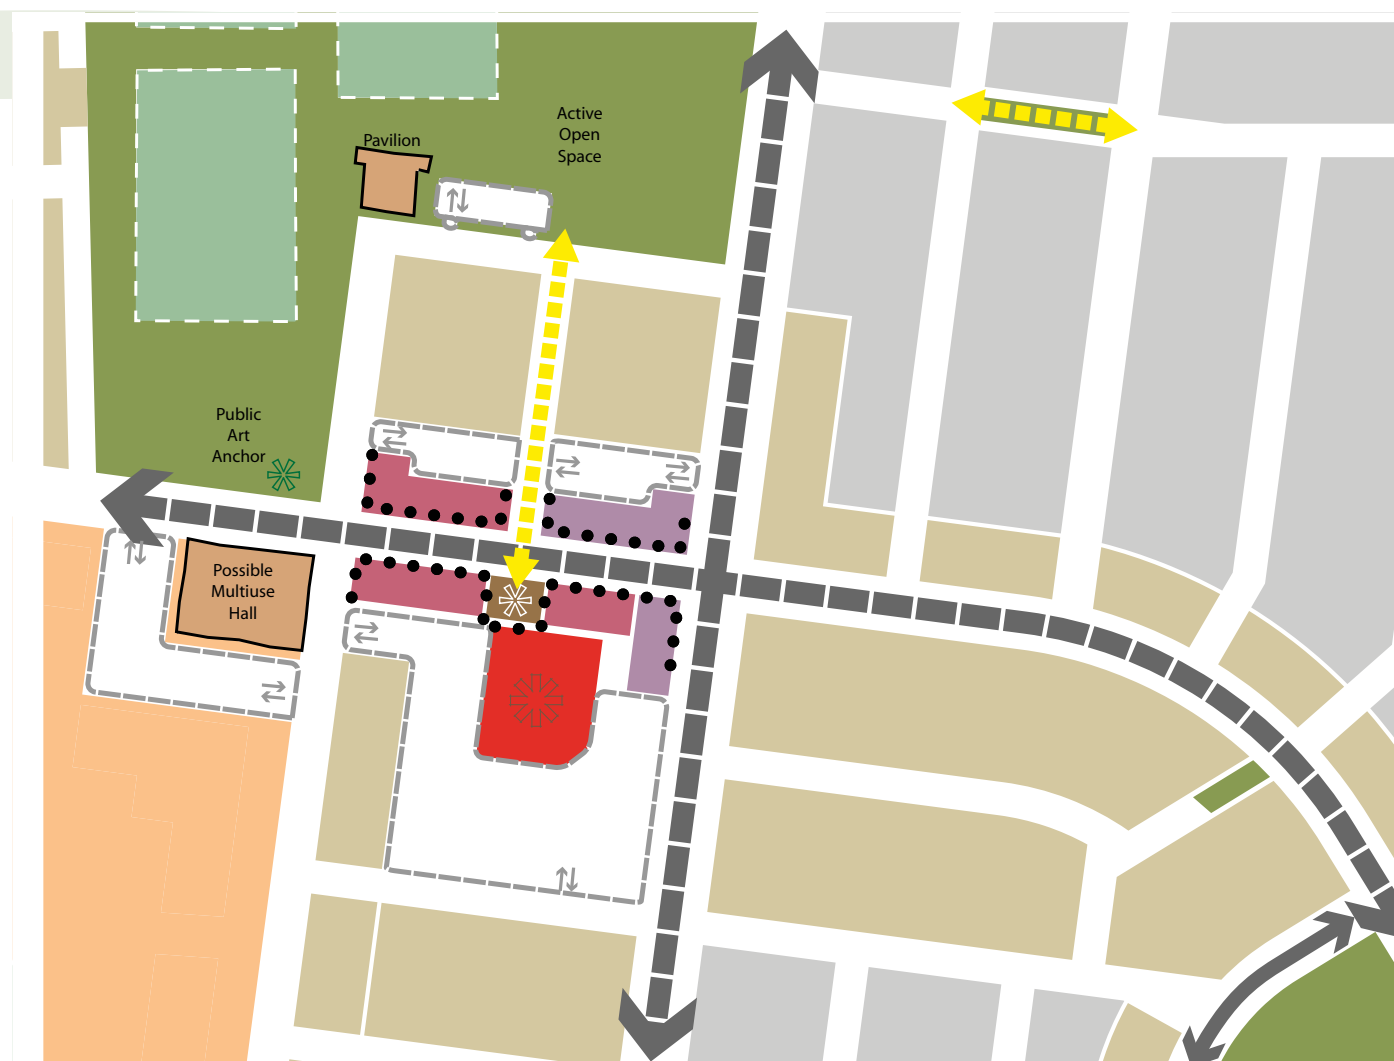 Active
Open
Space
Pavilion
Public
Art
Anchor
Possible
Multiuse
Hall